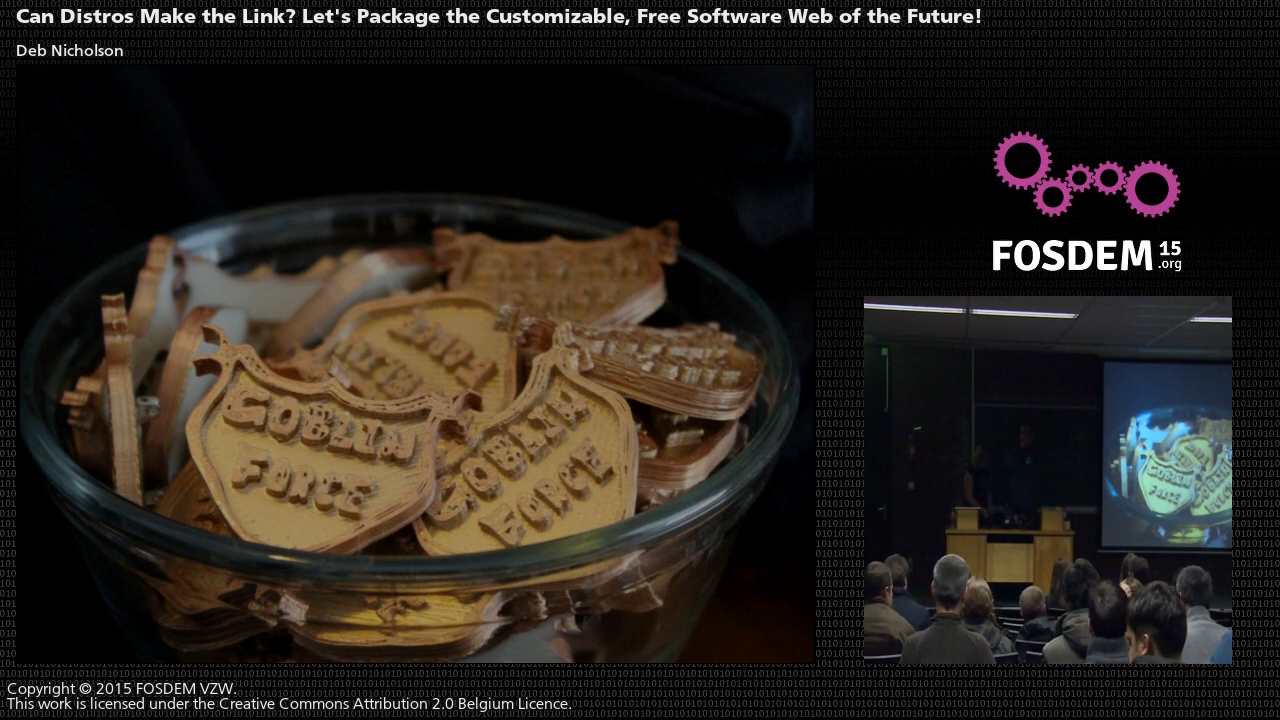 Can Distros Make the Link? Let's Package the Customizable, Free Software Web of the Future!
Deb Nicholson
FOSDEM 15
.org
GOBLIN
FORCE
GOBLIN
FORCE
GOBLIN
FORCE
Copyright © 2015 FOSDEM VZW.
This work is licensed under the Creative Commons Attribution 2.0 Belgium Licence.